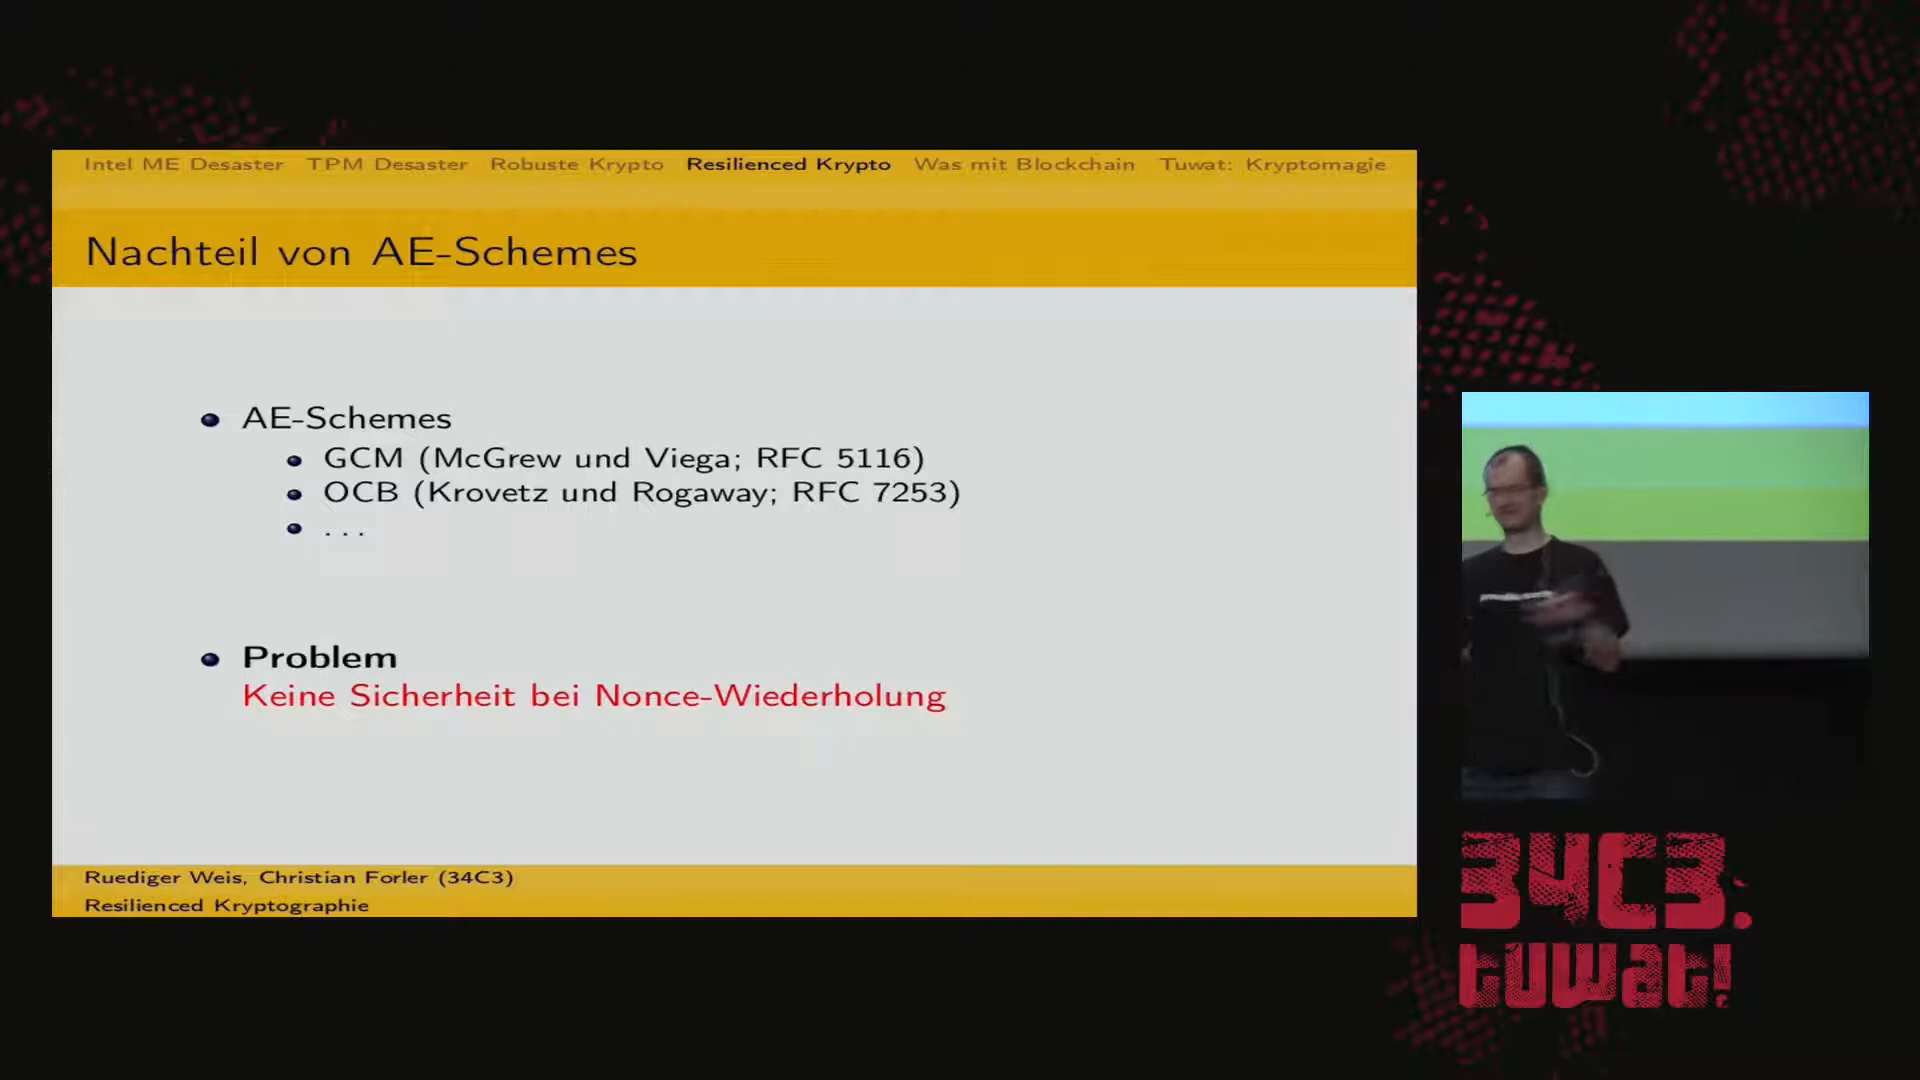 Intel ME Desaster TPM Desaster Robuste Krypto Resilienced Krypto Was mit Blockchain Tuwat: Kryptomagie
Nachteil von AE-Schemes
AE-Schemes
GCM (McGrew und Viega; RFC 5116)
OCB (Krovetz und Rogaway; RFC 7253)
...
Problem
Keine Sicherheit bei Nonce-Wiederholung
Ruediger Weis, Christian Forler (34C3)
Resilienced Kryptographie
34C3.
tuwat!